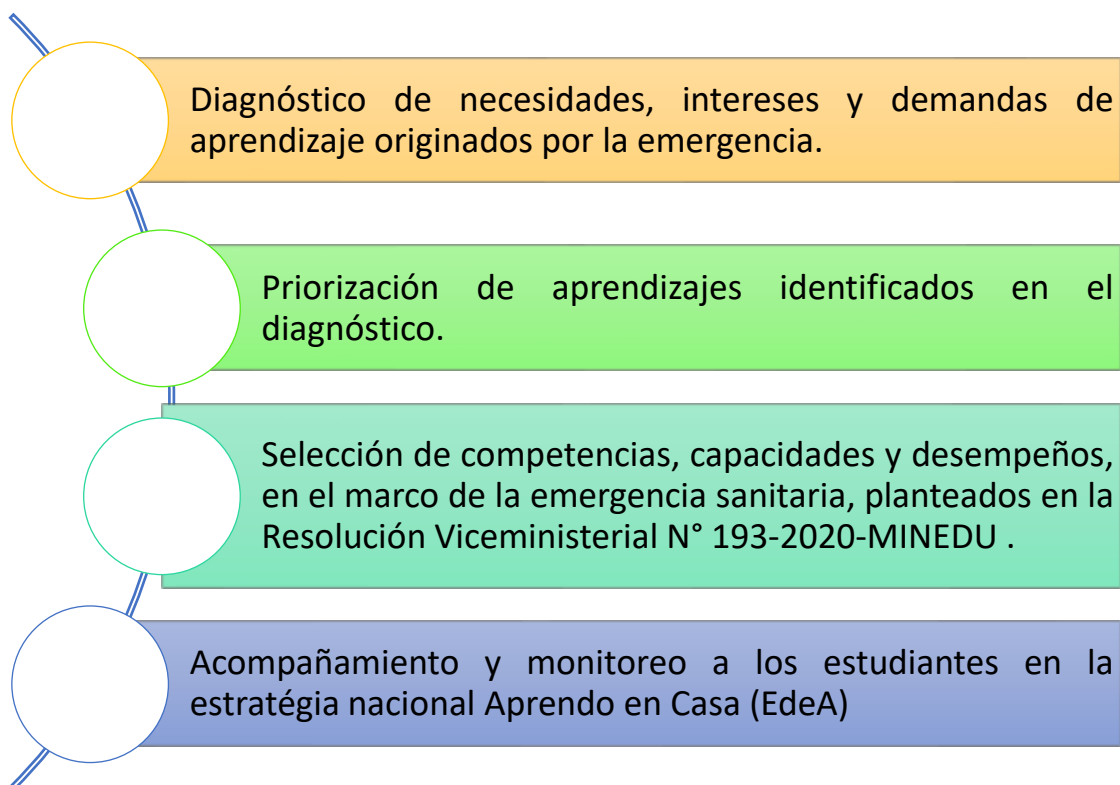 Diagnóstico de necesidades, intereses y demandas de
aprendizaje originados por la emergencia.
Priorización de aprendizajes identificados en el
diagnóstico.
Selección de competencias, capacidades y desempeños,
en el marco de la emergencia sanitaria, planteados en la
Resolución Viceministerial N° 193-2020-MINEDU .
Acompañamiento y monitoreo a los estudiantes en la
estratégia nacional Aprendo en Casa (EdeA)